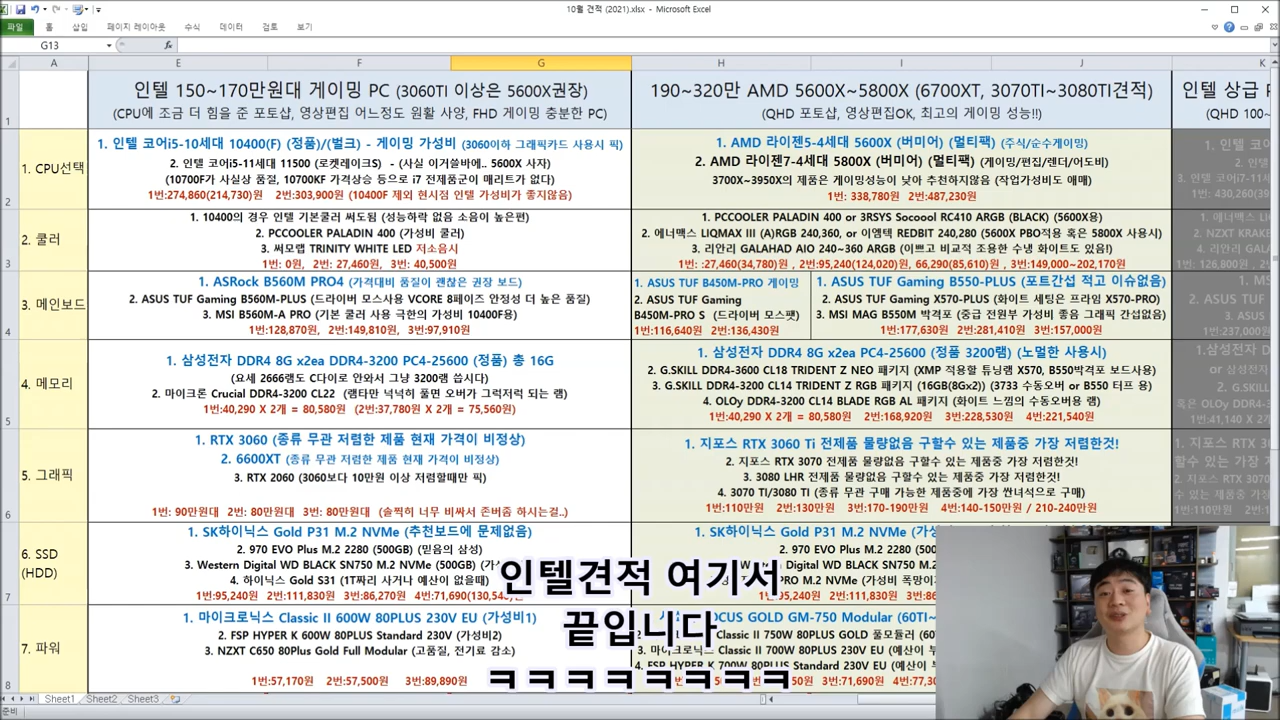 10월 견적 (2021).xlsx - Microsoft Excel
파일 홈 삽입 페이지 레이아웃 수식 데이터 검토 보기
G13 fx
A E F G H I J K
1
인텔 150~170만원대 게이밍 PC (3060TI 이상은 5600X권장)
(CPU에 조금 더 힘을 준 포토샵, 영상편집 어느정도 원활 사양, FHD 게이밍 충분한 PC)
190~320만 AMD 5600X~5800X (6700XT, 3070TI~3080TI견적)
(QHD 포토샵, 영상편집OK, 최고의 게이밍 성능!!)
인텔 상급
(QHD 100~
1. CPU선택
2
1. 인텔 코어i5-10세대 10400(F) (정품)/(벌크) - 게이밍 가성비 (3060이하 그래픽카드 사용시 픽)
2. 인텔 코어i5-11세대 11500 (로켓레이크S) - (사실 이거쓸바에.. 5600X 사자)
(10700F가 사실상 품절, 10700KF 가격상승 등으로 i7 전제품군이 매리트가 없다)
1번:274,860(214,730)원 2번:303,900원 (10400F 제외 현시점 인텔 가성비가 좋지않음)
1. AMD 라이젠5-4세대 5600X (버미어) (멀티팩) (주식/순수게이밍)
2. AMD 라이젠7-4세대 5800X (버미어) (멀티팩) (게이밍/편집/렌더/어도비)
3700X~3950X의 제품은 게이밍성능이 낮아 추천하지않음 (작업가성비도 애매)
1번: 338,780원 2번:487,230원
2. 쿨러
3
1. 10400의 경우 인텔 기본쿨러 써도됨 (성능하락 없음 소음이 높은편)
2. PCCOOLER PALADIN 400 (가성비 쿨러)
3. 써모랩 TRINITY WHITE LED 저소음시
1번: 0원, 2번: 27,460원, 3번: 40,500원
1. PCCOOLER PALADIN 400 or 3RSYS Socoool RC410 ARGB (BLACK) (5600X용)
2. 에너맥스 LIQMAX III (A)RGB 240,360, or 이엠텍 REDBIT 240,280 (5600X PBO적용 혹은 5800X 사용시)
3. 리안리 GALAHAD AIO 240~360 ARGB (이쁘고 비교적 조용한 수냉 화이트도 있음!)
1번: :27,460(34,780)원 , 2번:95,240(124,020)원, 66,290(85,610)원 , 3번:149,000~202,170원
3. 메인보드
4
1. ASRock B560M PRO4 (가격대비 품질이 괜찮은 권장 보드)
2. ASUS TUF Gaming B560M-PLUS (드라이버 모스사용 VCORE 8페이즈 안정성 더 높은 품질)
3. MSI B560M-A PRO (기본 쿨러 사용 극한의 가성비 10400F용)
1번:128,870원, 2번:149,810원, 3번:97,910원
1. ASUS TUF B450M-PRO 게이밍
2. ASUS TUF Gaming
B450M-PRO S (드라이버 모스팻)
1번:116,640원 2번:136,430원
1. ASUS TUF Gaming B550-PLUS (포트간섭 적고 이슈없음)
2. ASUS TUF Gaming X570-PLUS (화이트 세팅은 프라임 X570-PRO)
3. MSI MAG B550M 박격포 (중급 전원부 가성비 좋음 그래픽 간섭없음)
1번:177,630원 2번:281,410원 3번:157,000원
4. 메모리
5
1. 삼성전자 DDR4 8G x2ea DDR4-3200 PC4-25600 (정품) 총 16G
(요세 2666램도 C다이로 안와서 그냥 3200램 씁시다)
2. 마이크론 Crucial DDR4-3200 CL22 (램타만 넉넉히 풀면 오버가 그럭저럭 되는 램)
1번:40,290 X 2개 = 80,580원 (2번:37,780원 X 2개 = 75,560원)
1. 삼성전자 DDR4 8G x2ea PC4-25600 (정품 3200램) (노멀한 사용시)
2. G.SKILL DDR4-3600 CL18 TRIDENT Z NEO 패키지 (XMP 적용할 튜닝램 X570, B550박격포 보드사용)
3. G.SKILL DDR4-3200 CL14 TRIDENT Z RGB 패키지 (16GB(8Gx2)) (3733 수동오버 or B550 터프 용)
4. OLOy DDR4-3200 CL14 BLADE RGB AL 패키지 (화이트 느낌의 수동오버용 램)
1번:40,290 X 2개 = 80,580원 2번:168,920원 3번:228,530원 4번:221,540원
5. 그래픽
6
1. RTX 3060 (종류 무관 저렴한 제품 현재 가격이 비정상)
2. 6600XT (종류 무관 저렴한 제품 현재 가격이 비정상)
3. RTX 2060 (3060보다 10만원 이상 저렴할때만 픽)
1번: 90만원대 2번: 80만원대 3번: 80만원대 (솔찍히 너무 비싸서 존버좀 하시는걸..)
1. 지포스 RTX 3060 Ti 전제품 물량없음 구할수 있는 제품중 가장 저렴한것!
2. 지포스 RTX 3070 전제품 물량없음 구할수 있는 제품중 가장 저렴한것!
3. 3080 LHR 전제품 물량없음 구할수 있는 제품중 가장 저렴한것!
4. 3070 TI/3080 TI (종류 무관 구매 가능한 제품중에 가장 싼녀석으로 구매)
1번:110만원 2번:130만원 3번:170-190만원 4번:140-150만원 / 210-240만원
6. SSD
(HDD)
7
1. SK하이닉스 Gold P31 M.2 NVMe (추천보드에 문제없음)
2. 970 EVO Plus M.2 2280 (500GB) (믿음의 삼성)
3. Western Digital WD BLACK SN750 M.2 NVMe (500GB)
4. 하이닉스 Gold S31 (1T짜리 사거나 예산이 없을때)
1번:95,240원 2번:111,830원 3번:86,270원 4번:71,690(130,54
1. SK하이닉스 Gold P31 M.2 NVMe
2. 970 EVO Plus M.2 2280 (500
Digital WD BLACK SN750 M.2 N
PRO M.2 NVMe (가성비 폭망이
5,240원 2번:111,830원 3번:86
7. 파워
8
1. 마이크로닉스 Classic II 600W 80PLUS 230V EU (가성비1)
2. FSP HYPER K 600W 80PLUS Standard 230V (가성비2)
3. NZXT C650 80Plus Gold Full Modular (고품질, 전기료 감소)
1번:57,170원 2번:57,500원 3번:89,890원
OCUS GOLD GM-750 Modular (60TI~
Classic II 750W 80PLUS GOLD 풀모듈러
3. 마이크로닉스 Classic II 700W 80PLUS 230V EU (예산이 부
4. FSP HYPER K 700W 80PLUS Standard 230V (예산이 부
3번:71,690원 4번:77,30
인텔견적 여기서
끝입니다
ㅋㅋㅋㅋㅋㅋㅋㅋ
Sheet1 Sheet2 Sheet3
준비